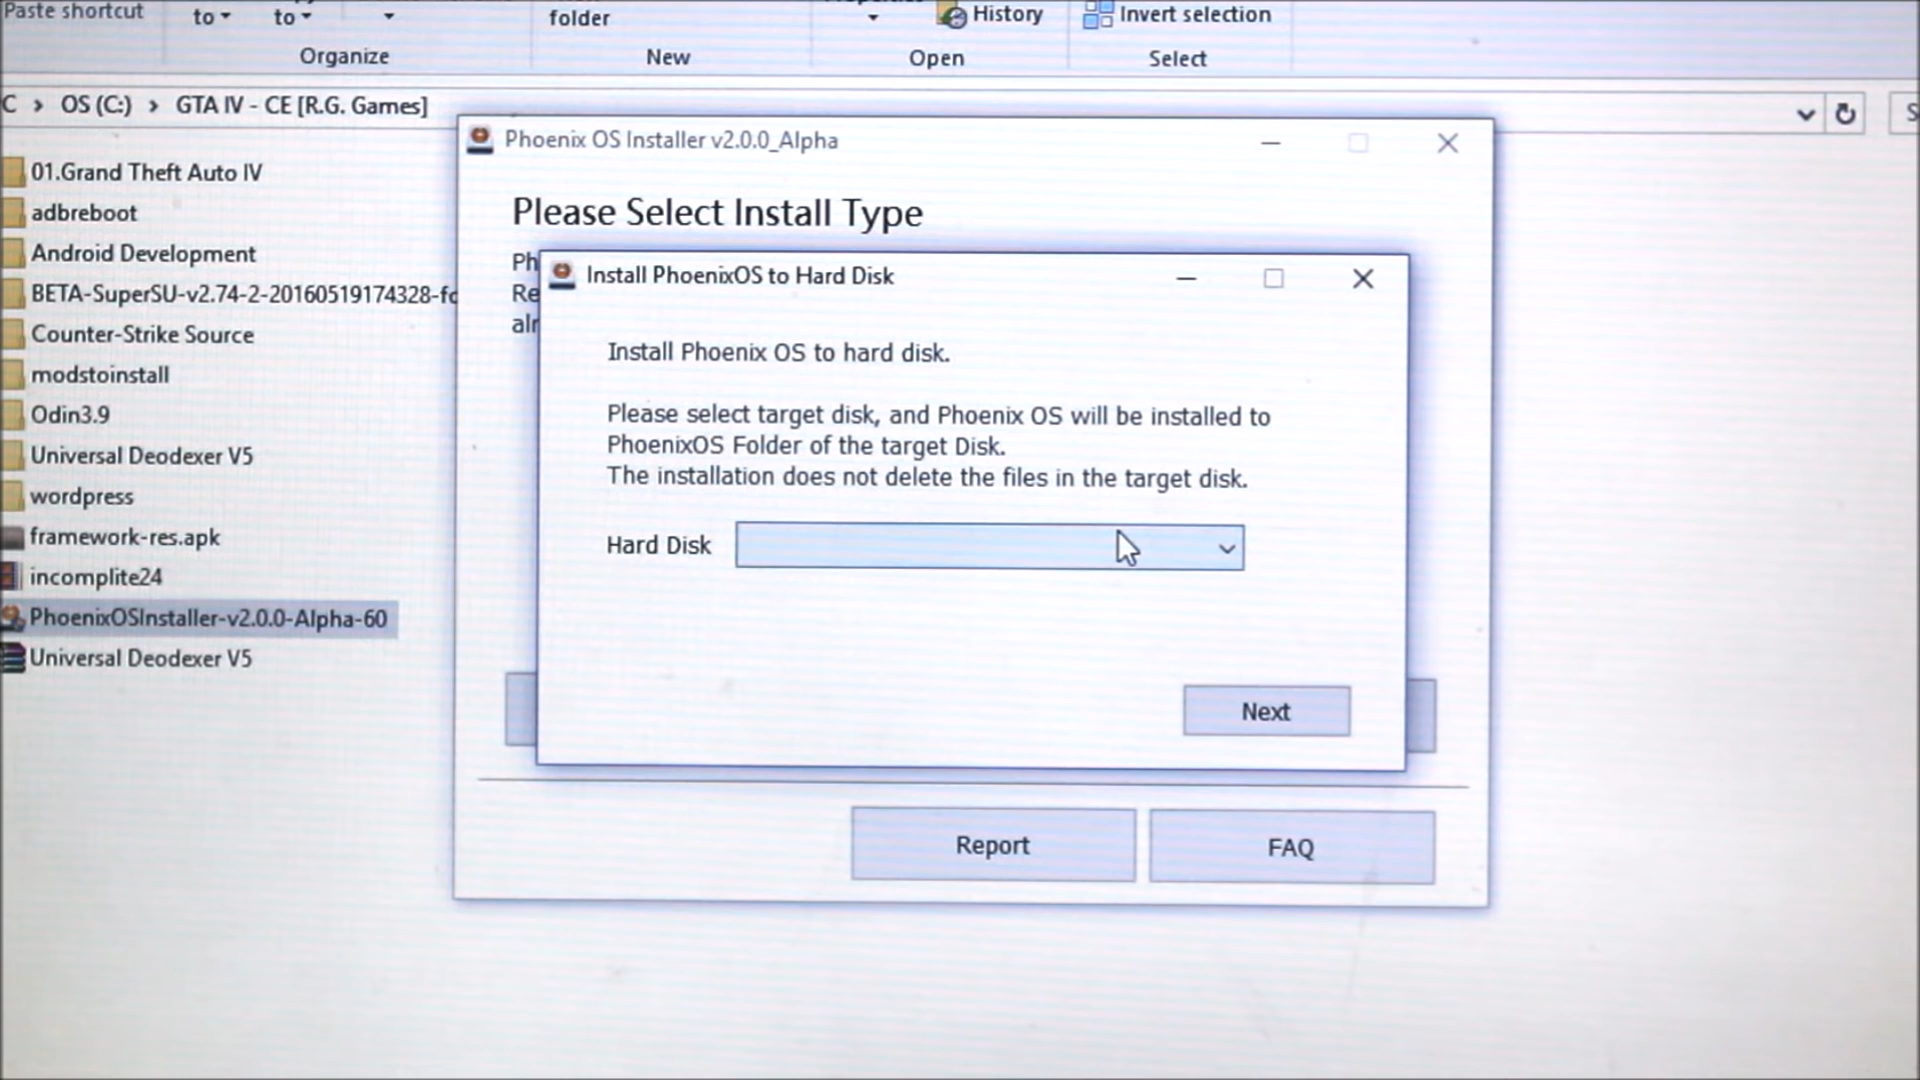 Paste shortcut
to
to
folder
History
Invert selection
Organize
New
Open
Select
C > OS (C:) > GTA IV - CE [R.G. Games]
01.Grand Theft Auto IV
adbreboot
Android Development
BETA-SuperSU-v2.74-2-20160519174328-fo
Counter-Strike Source
modstoinstall
Odin3.9
Universal Deodexer V5
wordpress
framework-res.apk
incomplite24
PhoenixOSInstaller-v2.0.0-Alpha-60
Universal Deodexer V5
Phoenix OS Installer v2.0.0_Alpha
Please Select Install Type
Ph
Re
alr
Install PhoenixOS to Hard Disk
Install Phoenix OS to hard disk.
Please select target disk, and Phoenix OS will be installed to
PhoenixOS Folder of the target Disk.
The installation does not delete the files in the target disk.
Hard Disk
Next
Report
FAQ